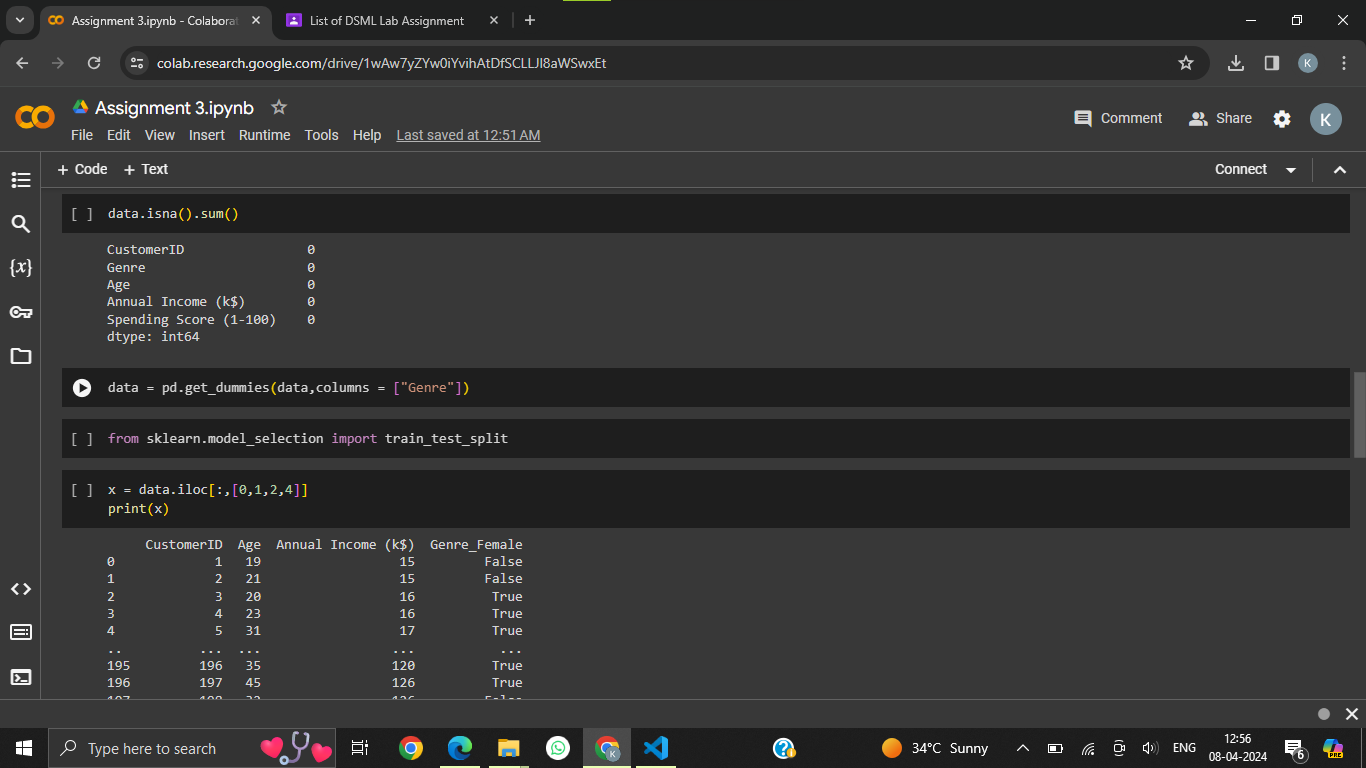 Assignment 3.ipynb - Colaborat
List of DSML Lab Assignment
colab.research.google.com/drive/1wAw7yZYw0iYvihAtDfSCLLJl8aWSwxEt
K
Assignment 3.ipynb
File Edit View Insert Runtime Tools Help Last saved at 12:51 AM
Comment
Share
K
+ Code + Text
Connect
[ ] data.isna().sum()
CustomerID 0
Genre 0
Age 0
Annual Income (k$) 0
Spending Score (1-100) 0
dtype: int64
data = pd.get_dummies(data,columns = ["Genre"])
[ ] from sklearn.model_selection import train_test_split
[ ] x = data.iloc[:,[0,1,2,4]]
print(x)
CustomerID Age Annual Income (k$) Genre_Female
0 1 19 15 False
1 2 21 15 False
2 3 20 16 True
3 4 23 16 True
4 5 31 17 True
.. ... ... ... ...
195 196 35 120 True
196 197 45 126 True
{x}
Type here to search
K
34°C Sunny
ENG
12:56
08-04-2024
6
PRE